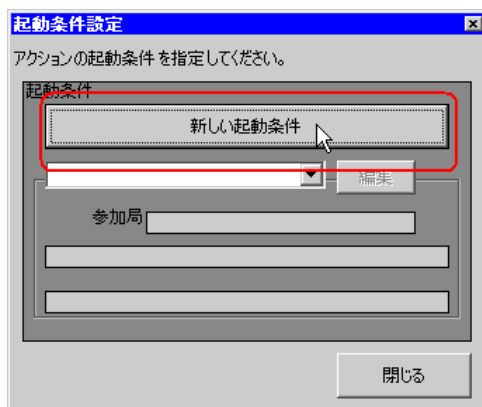 起動条件設定
アクションの起動条件を指定してください。
起動条件
新しい起動条件
編集
参加局
閉じる